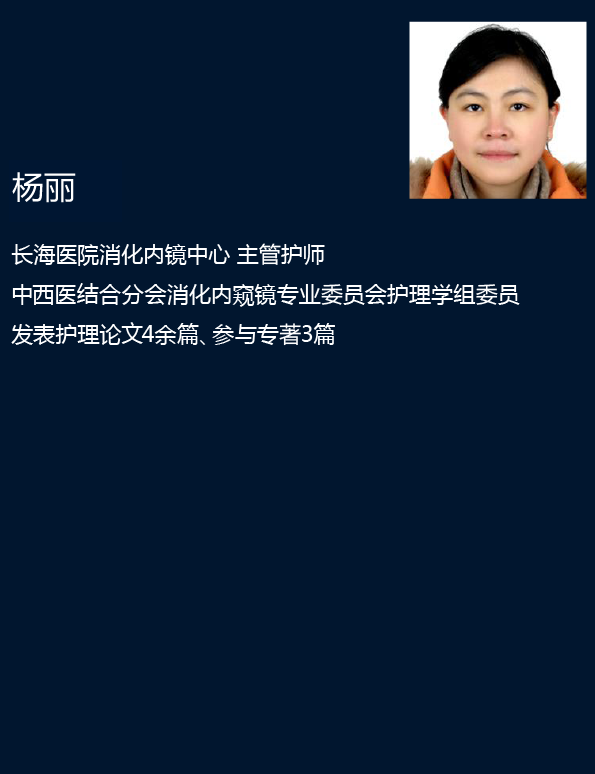 杨丽
长海医院消化内镜中心 主管护师
中西医结合分会消化内窥镜专业委员会护理学组委员
发表护理论文4余篇、参与专著3篇